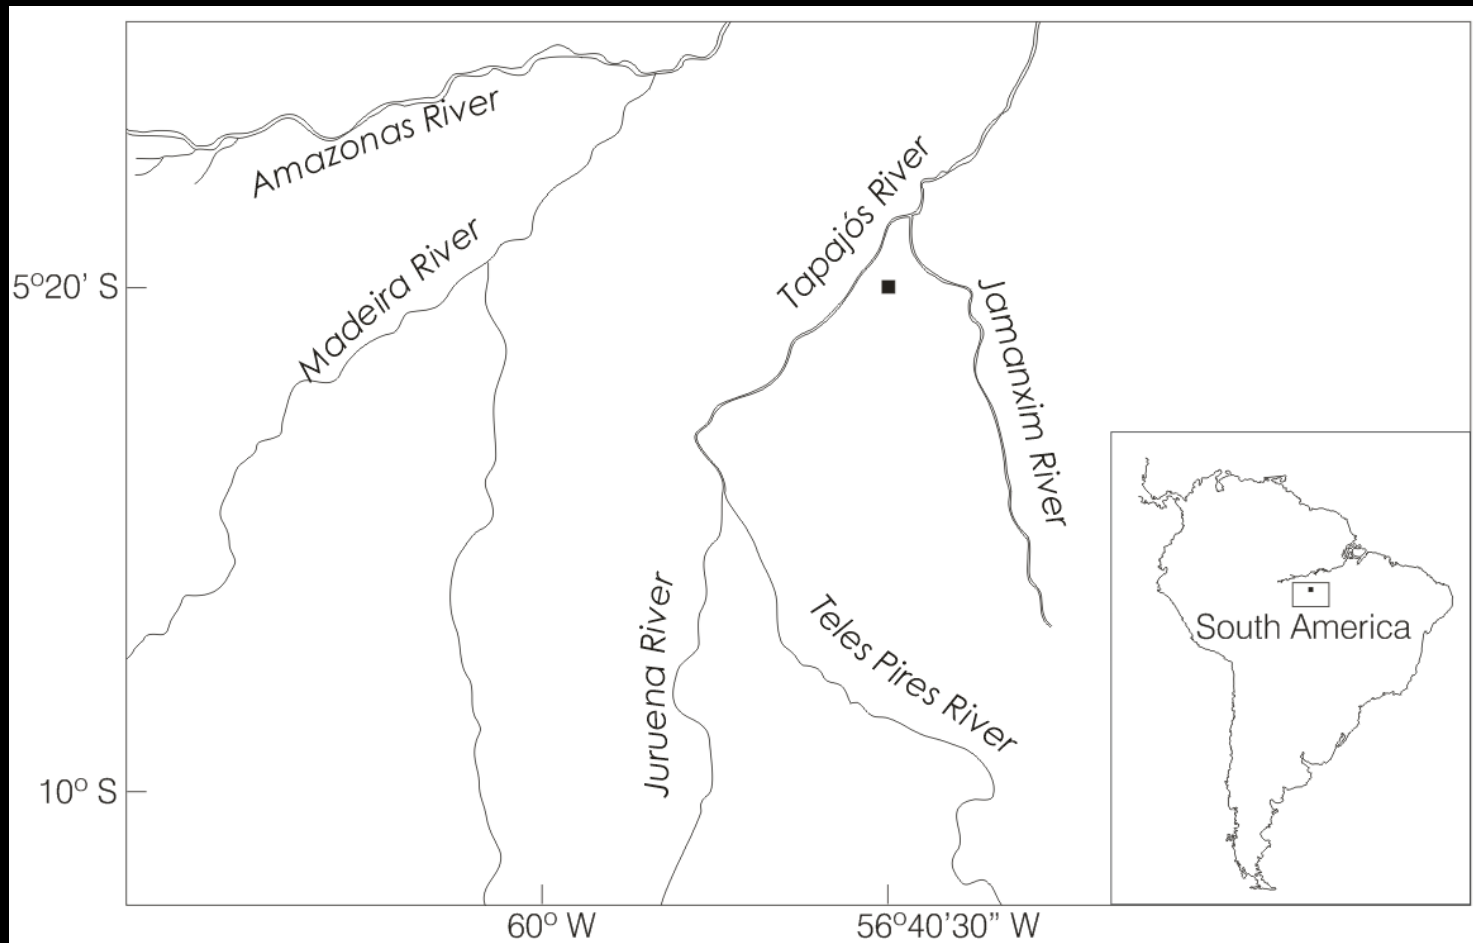 Amazonas River
Tapajós River
Madeira River
5º20’ S
Jamanxim River
Juruena River
Teles Pires River
South America
10º S
60º W
56º40’30” W